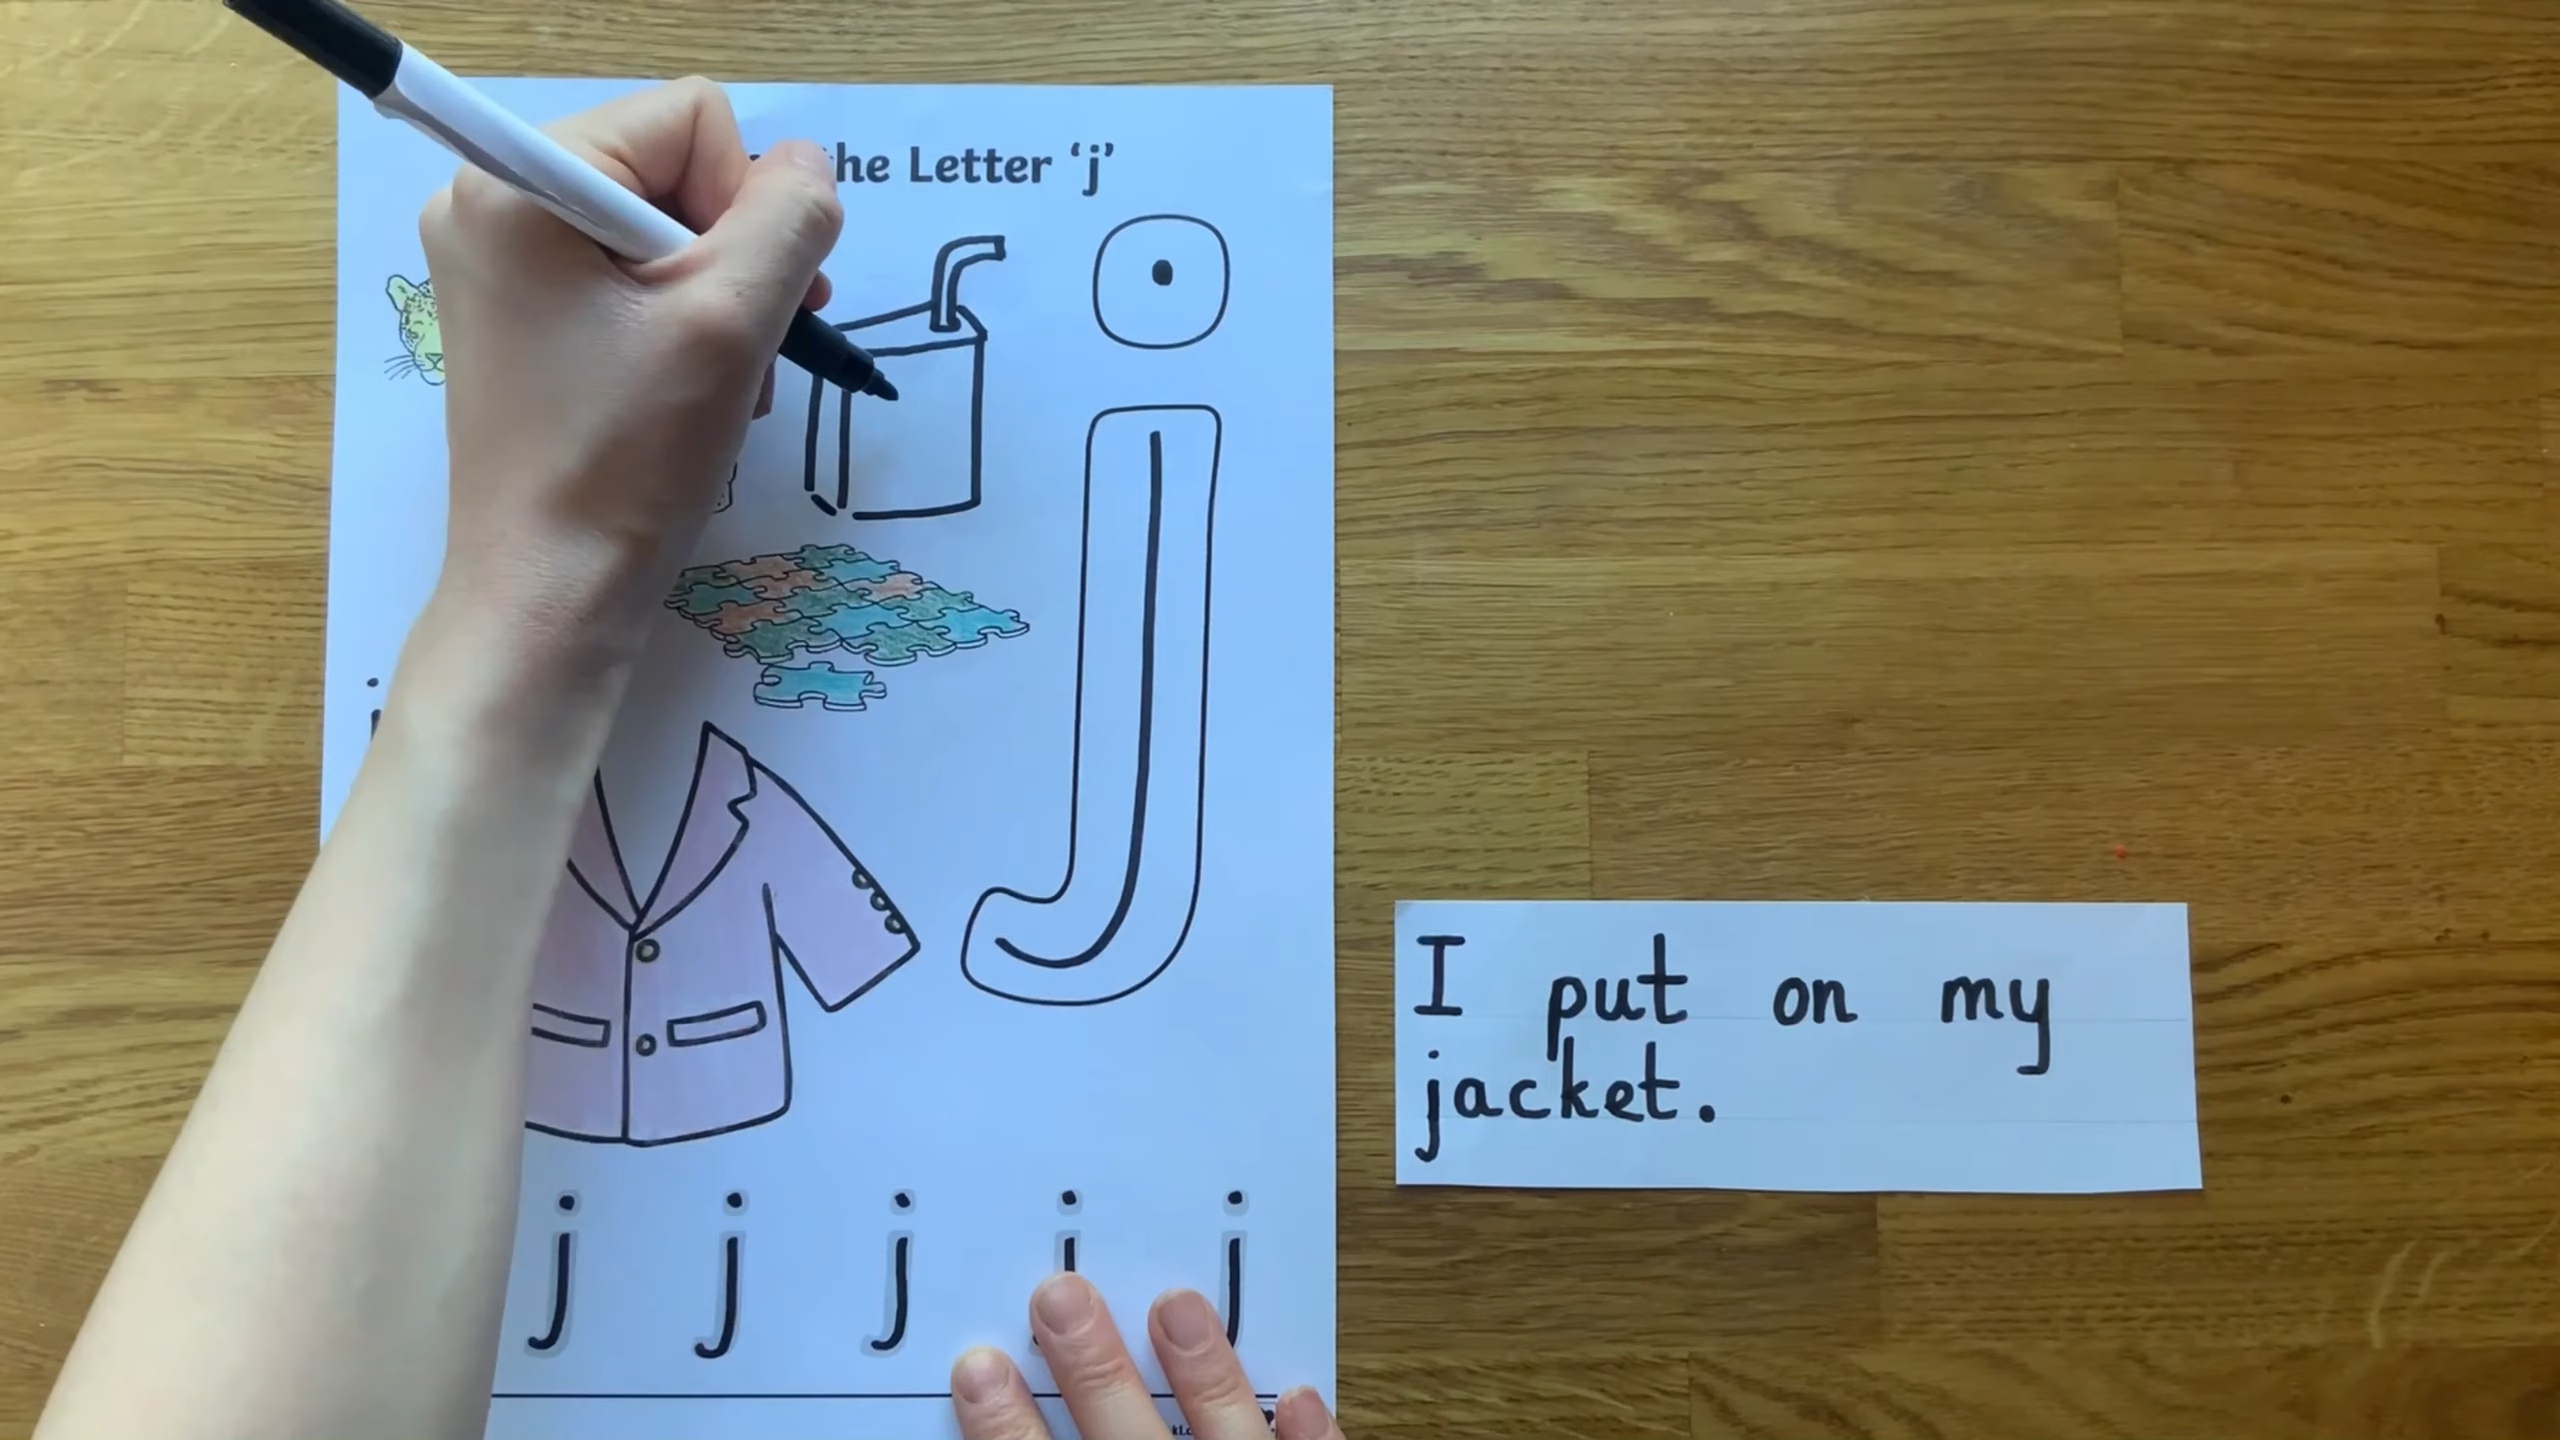 the Letter ‘j’
j
j j j j j
I put on my
jacket.